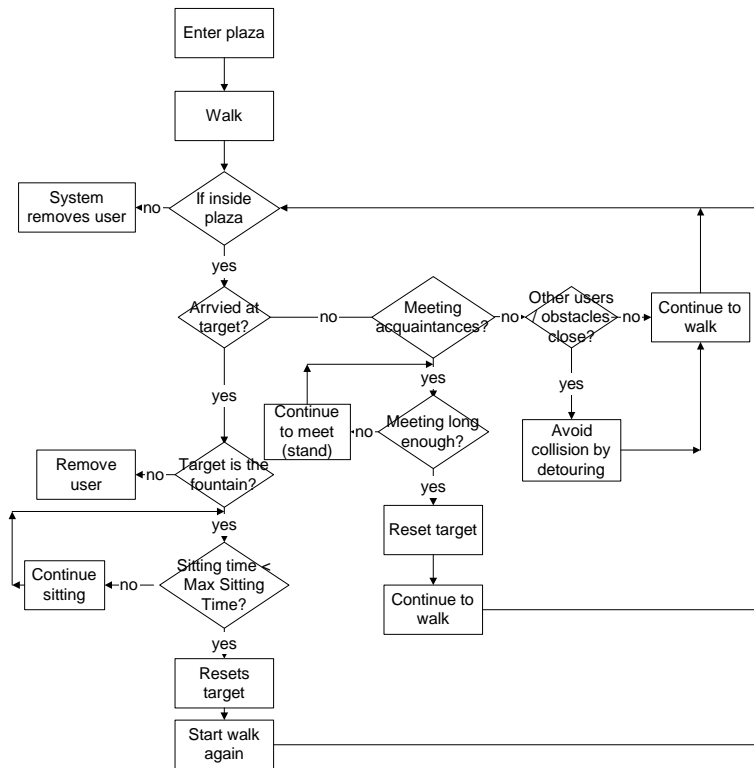 Enter plaza
Walk
If inside
plaza
no
System
removes user
yes
Arrvied at
target?
no
Meeting
acquaintances?
no
Other users
/ obstacles
close?
no
Continue to
walk
yes
Avoid
collision by
detouring
yes
Meeting long
enough?
no
Continue
to meet
(stand)
yes
Reset target
Continue to
walk
yes
Target is the
fountain?
no
Remove
user
yes
Sitting time <
Max Sitting
Time?
no
Continue
sitting
yes
Resets
target
Start walk
again